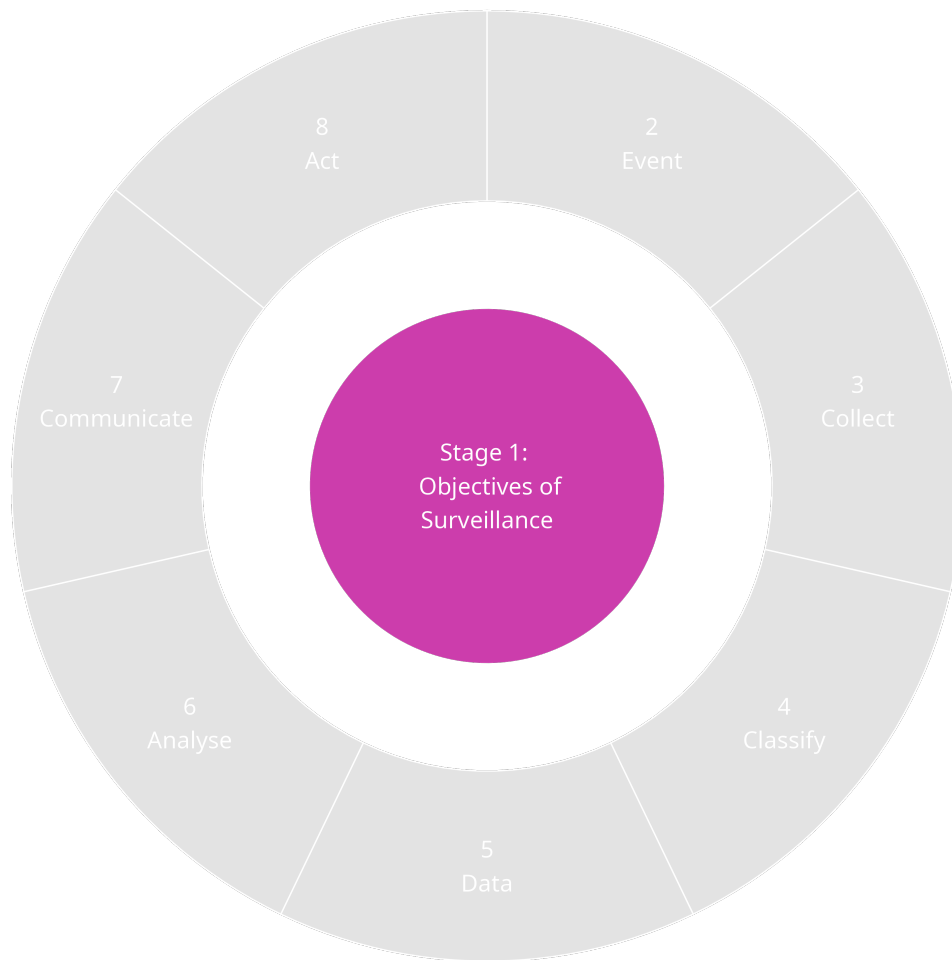 Stage 1:
Objectives of
Surveillance
2
Event
3
Collect
4
Classify
5
Data
6
Analyse
7
Communicate
8
Act